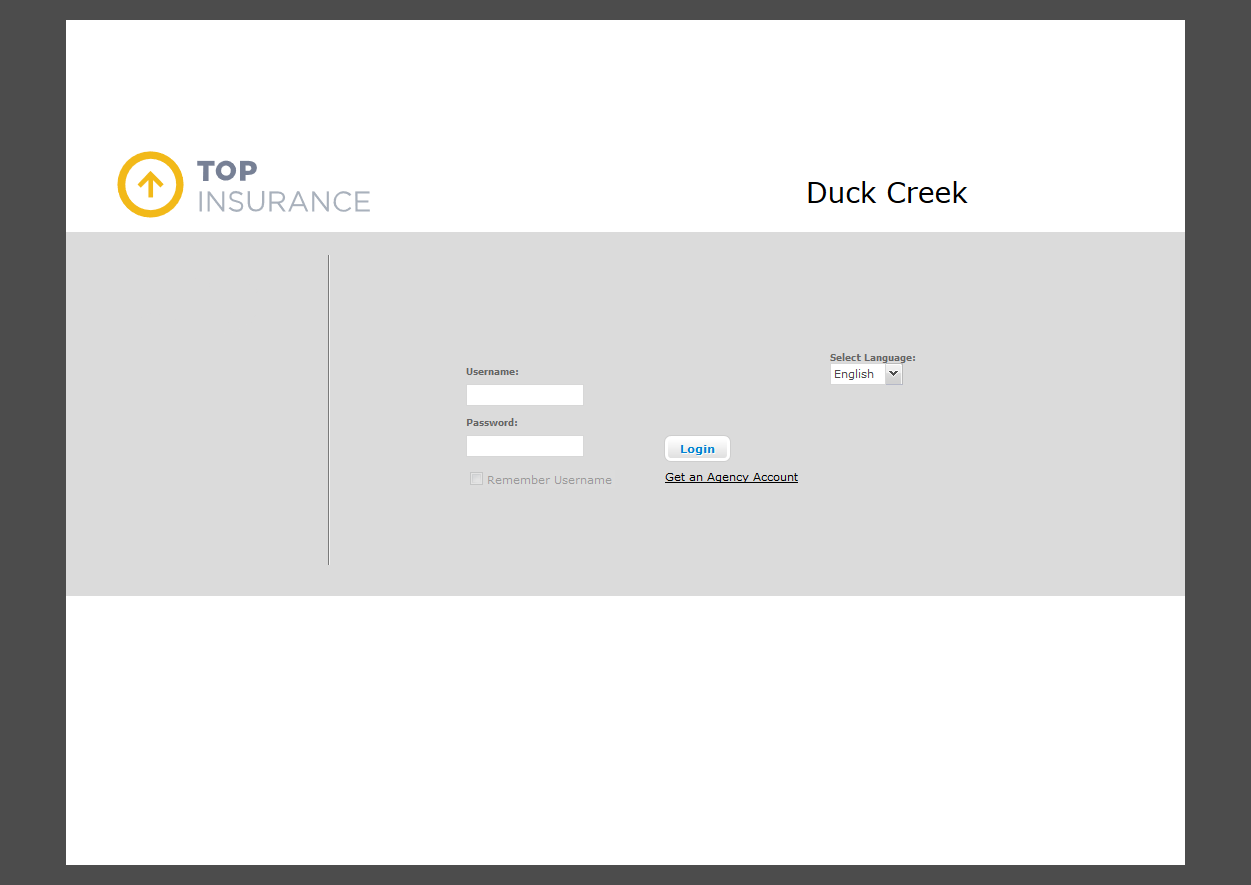 TOP
INSURANCE
Duck Creek
Select Language:
English
Username:
Password:
Login
Get an Agency Account
Remember Username